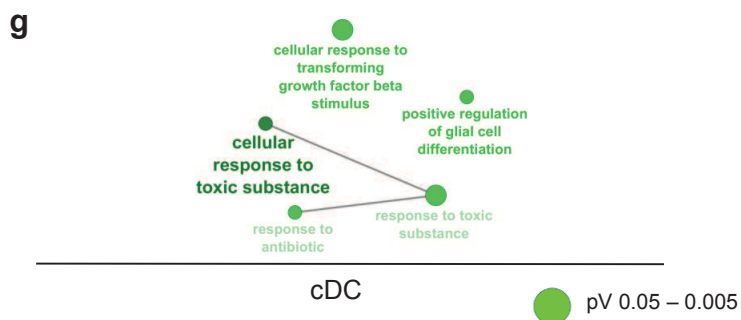 g
cellular response to
transforming
growth factor beta
stimulus
positive regulation
of glial cell
differentiation
cellular
response to
toxic substance
response to toxic
substance
response to
antibiotic
cDC
pV 0.05 – 0.005